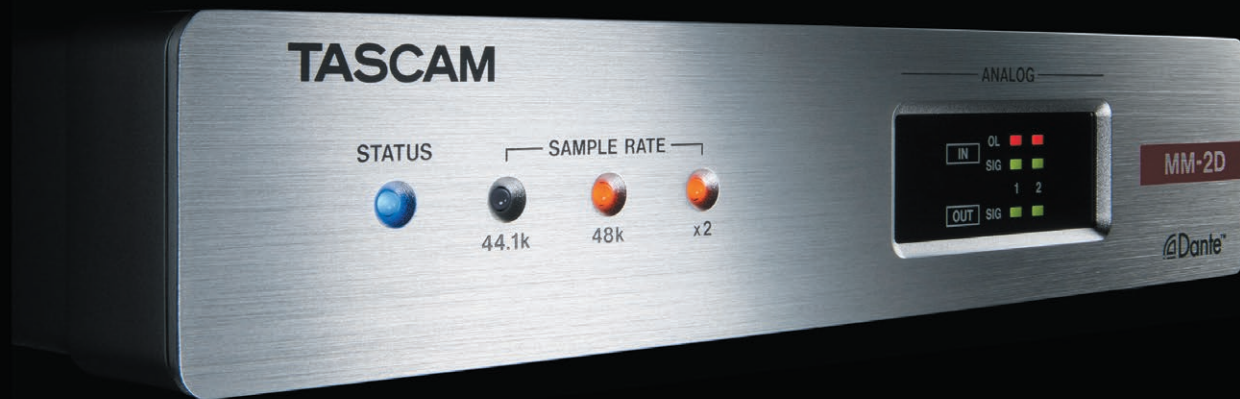 TASCAM
STATUS
SAMPLE RATE
44.1k
48k
x2
ANALOG
IN
OL
SIG
1 2
OUT SIG
MM-2D
Dante™